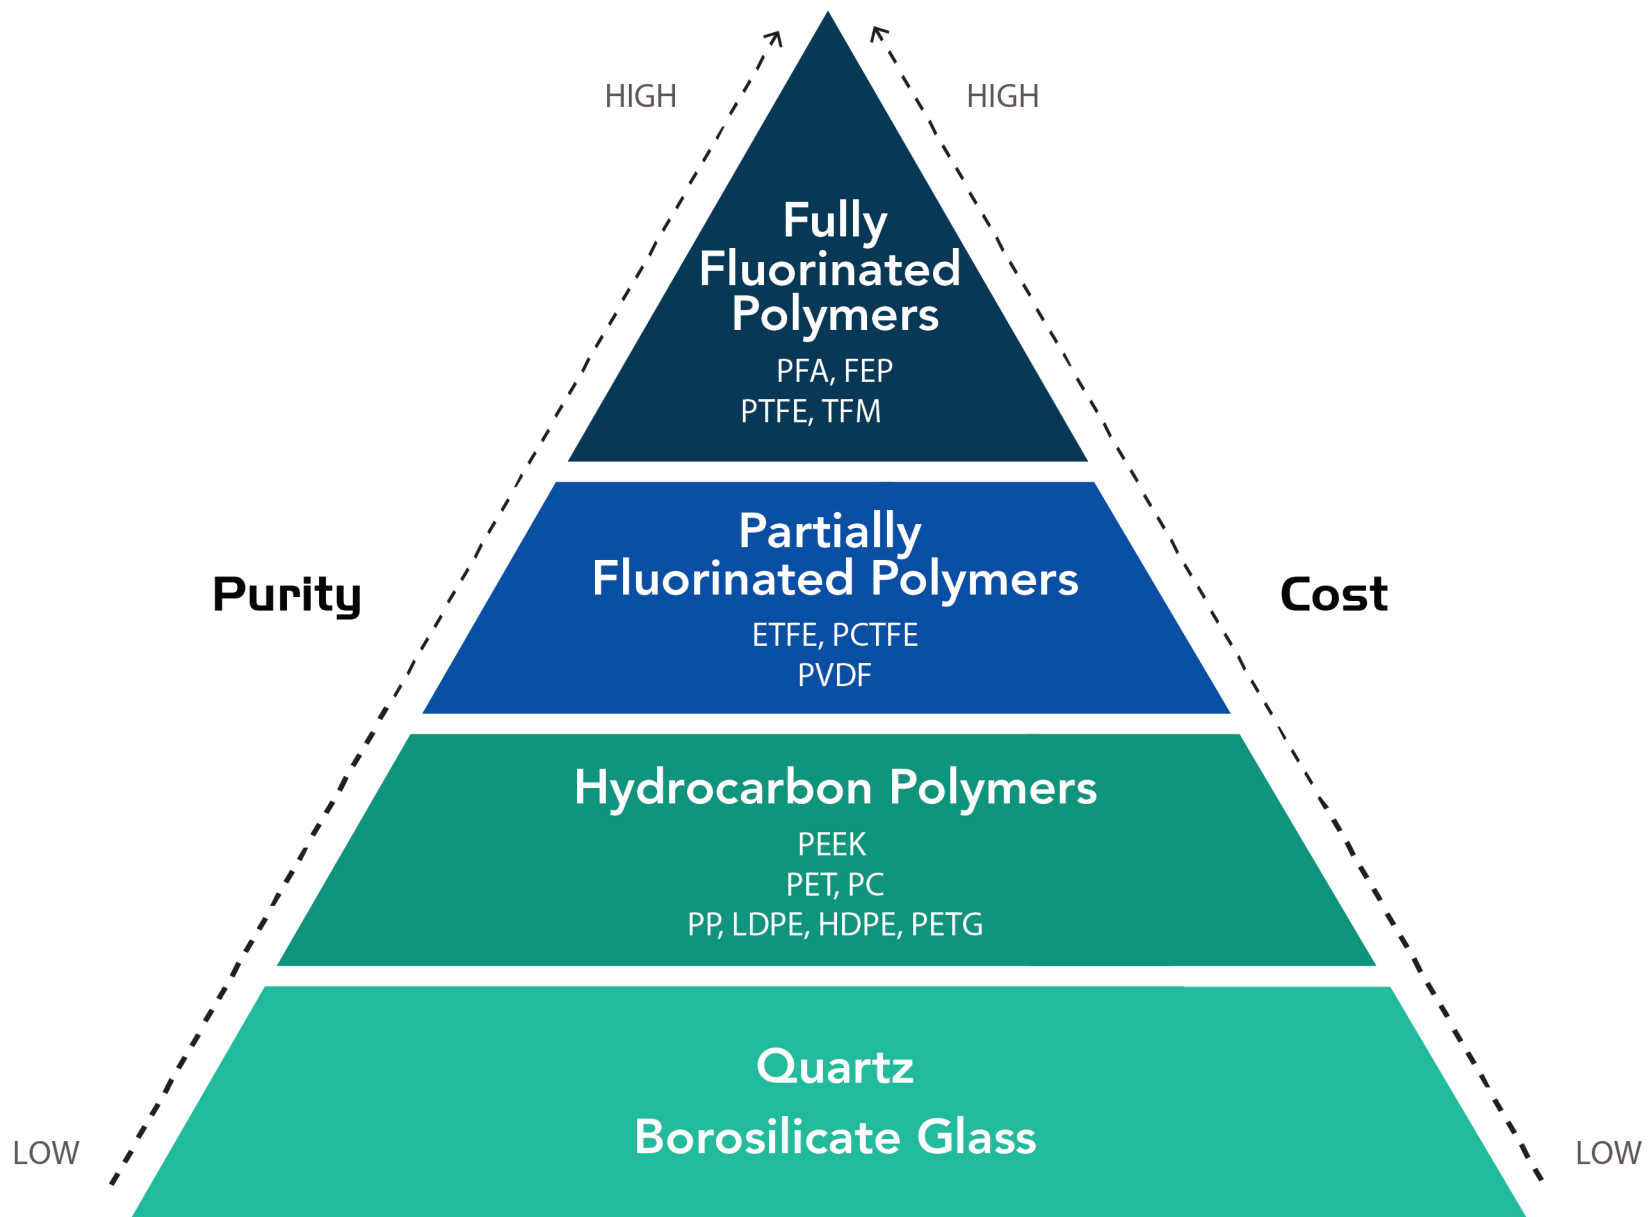 HIGH
HIGH
Fully
Fluorinated
Polymers
PFA, FEP
PTFE, TFM
Partially
Fluorinated Polymers
ETFE, PCTFE
PVDF
Purity
Cost
Hydrocarbon Polymers
PEEK
PET, PC
PP, LDPE, HDPE, PETG
Quartz
Borosilicate Glass
LOW
LOW